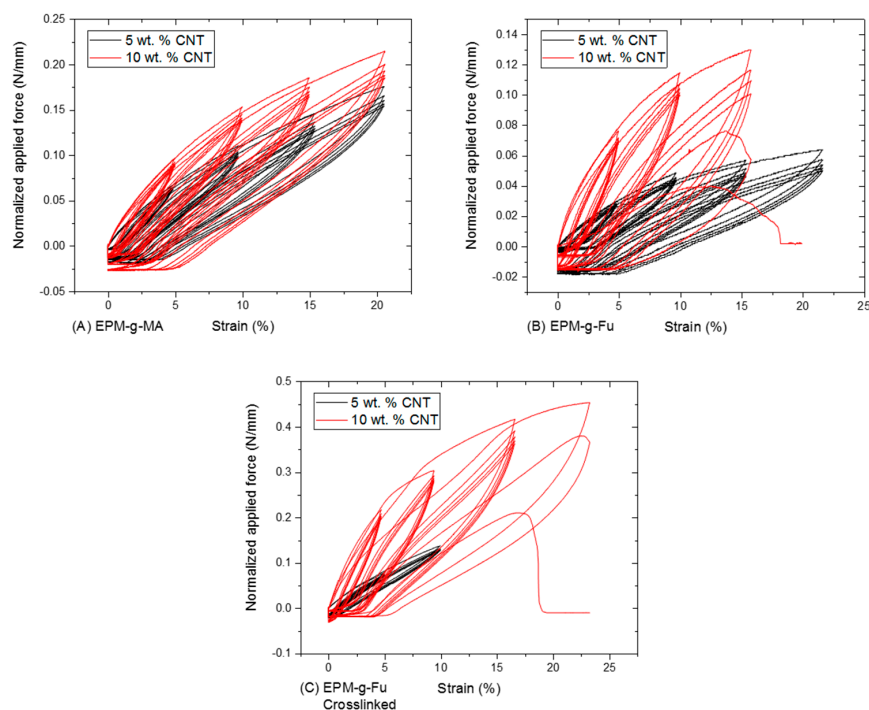 0.25
0.20
0.15
0.10
0.05
0.00
-0.05
Normalized applied force (N/mm)
5 wt. % CNT
10 wt. % CNT
0 5 10 15 20
(A) EPM-g-MA Strain (%)
0.14
0.12
0.10
0.08
0.06
0.04
0.02
0.00
-0.02
Normalized applied force (N/mm)
5 wt. % CNT
10 wt. % CNT
0 5 10 15 20 25
(B) EPM-g-Fu Strain (%)
0.5
0.4
0.3
0.2
0.1
0.0
-0.1
Normalized applied force (N/mm)
5 wt. % CNT
10 wt. % CNT
0 5 10 15 20 25
(C) EPM-g-Fu Strain (%)
Crosslinked